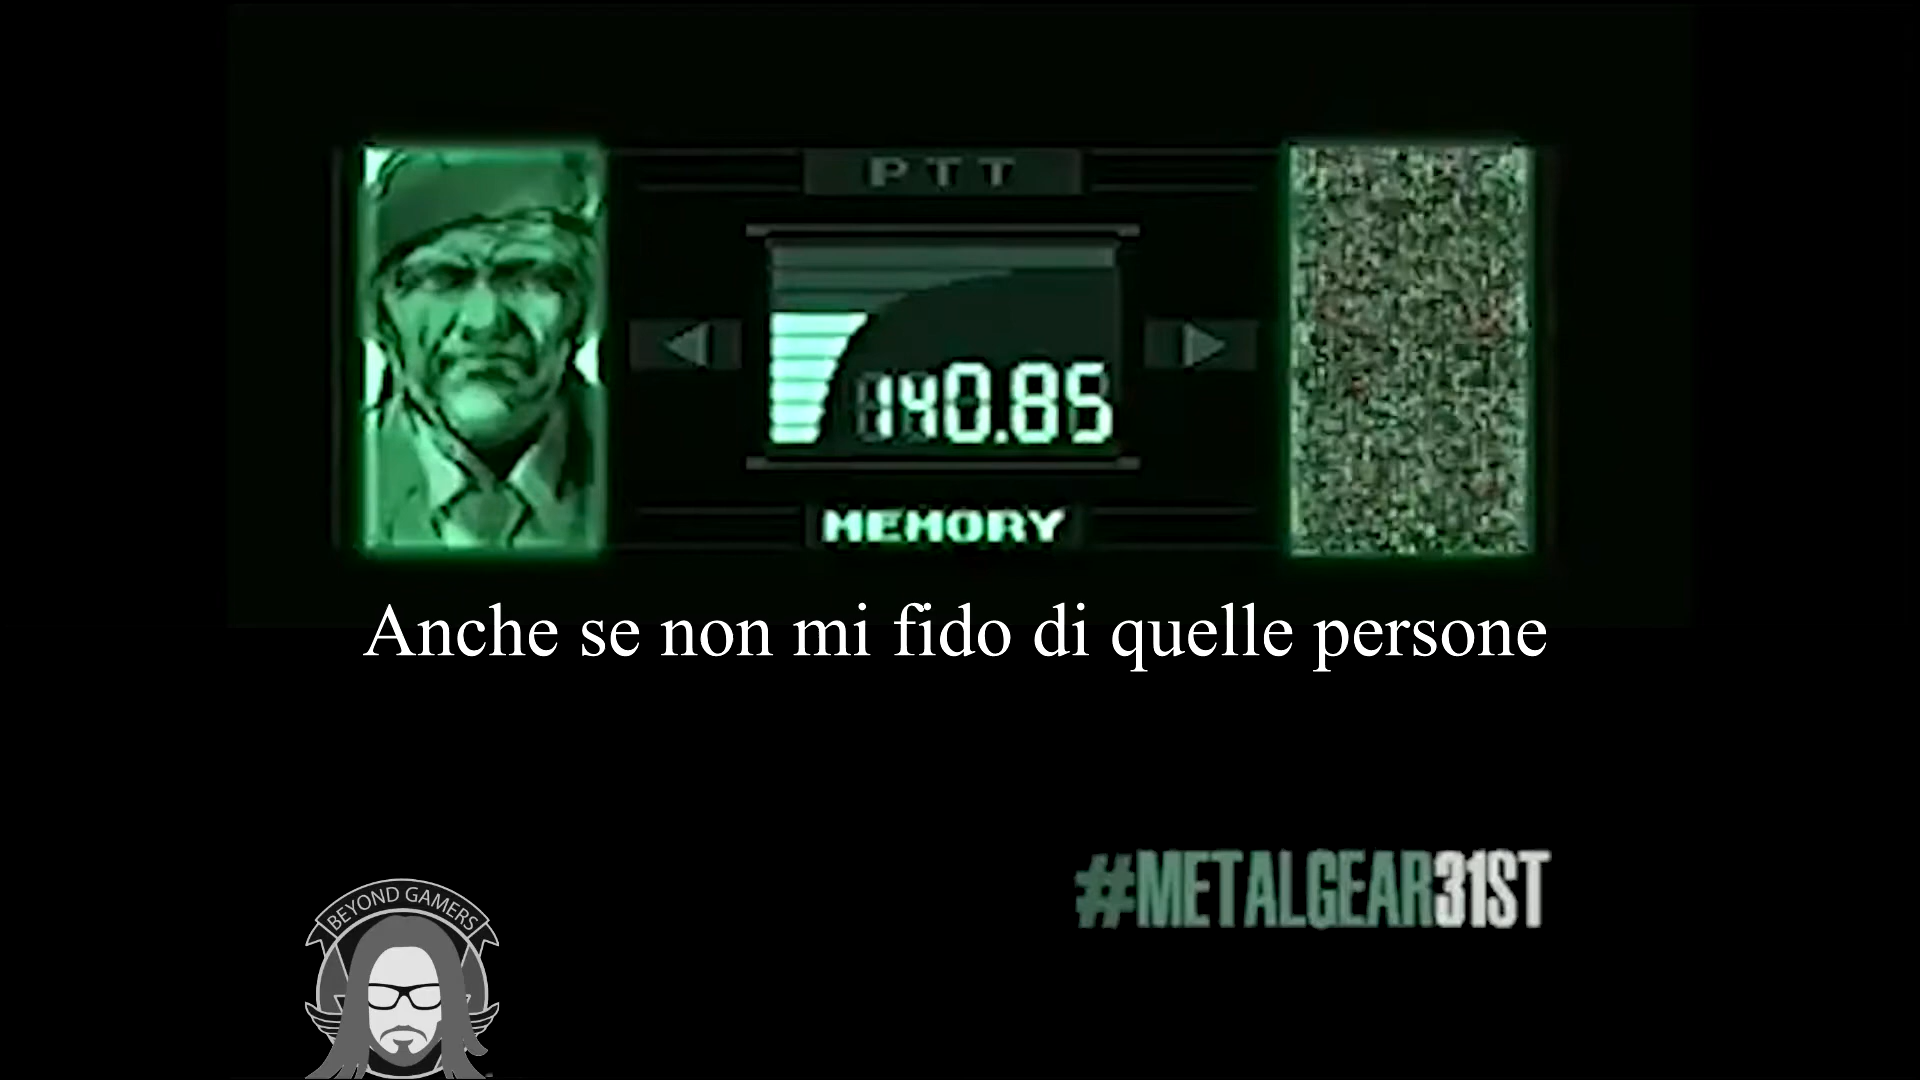 PTT
140.85
MEMORY
Anche se non mi fido di quelle persone
#METALGEAR31ST
BEYOND GAMERS